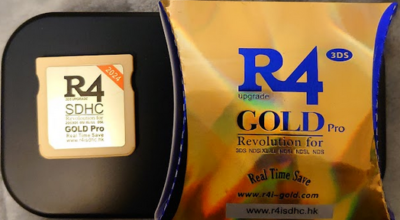 2024
R4
SDHC
GOLD Pro
Real Time Save
www.r4isdhc.hk
R4
3DS
upgrade
GOLD Pro
Revolution for
Real Time Save
www.r4i-gold.com
www.r4isdhc.hk